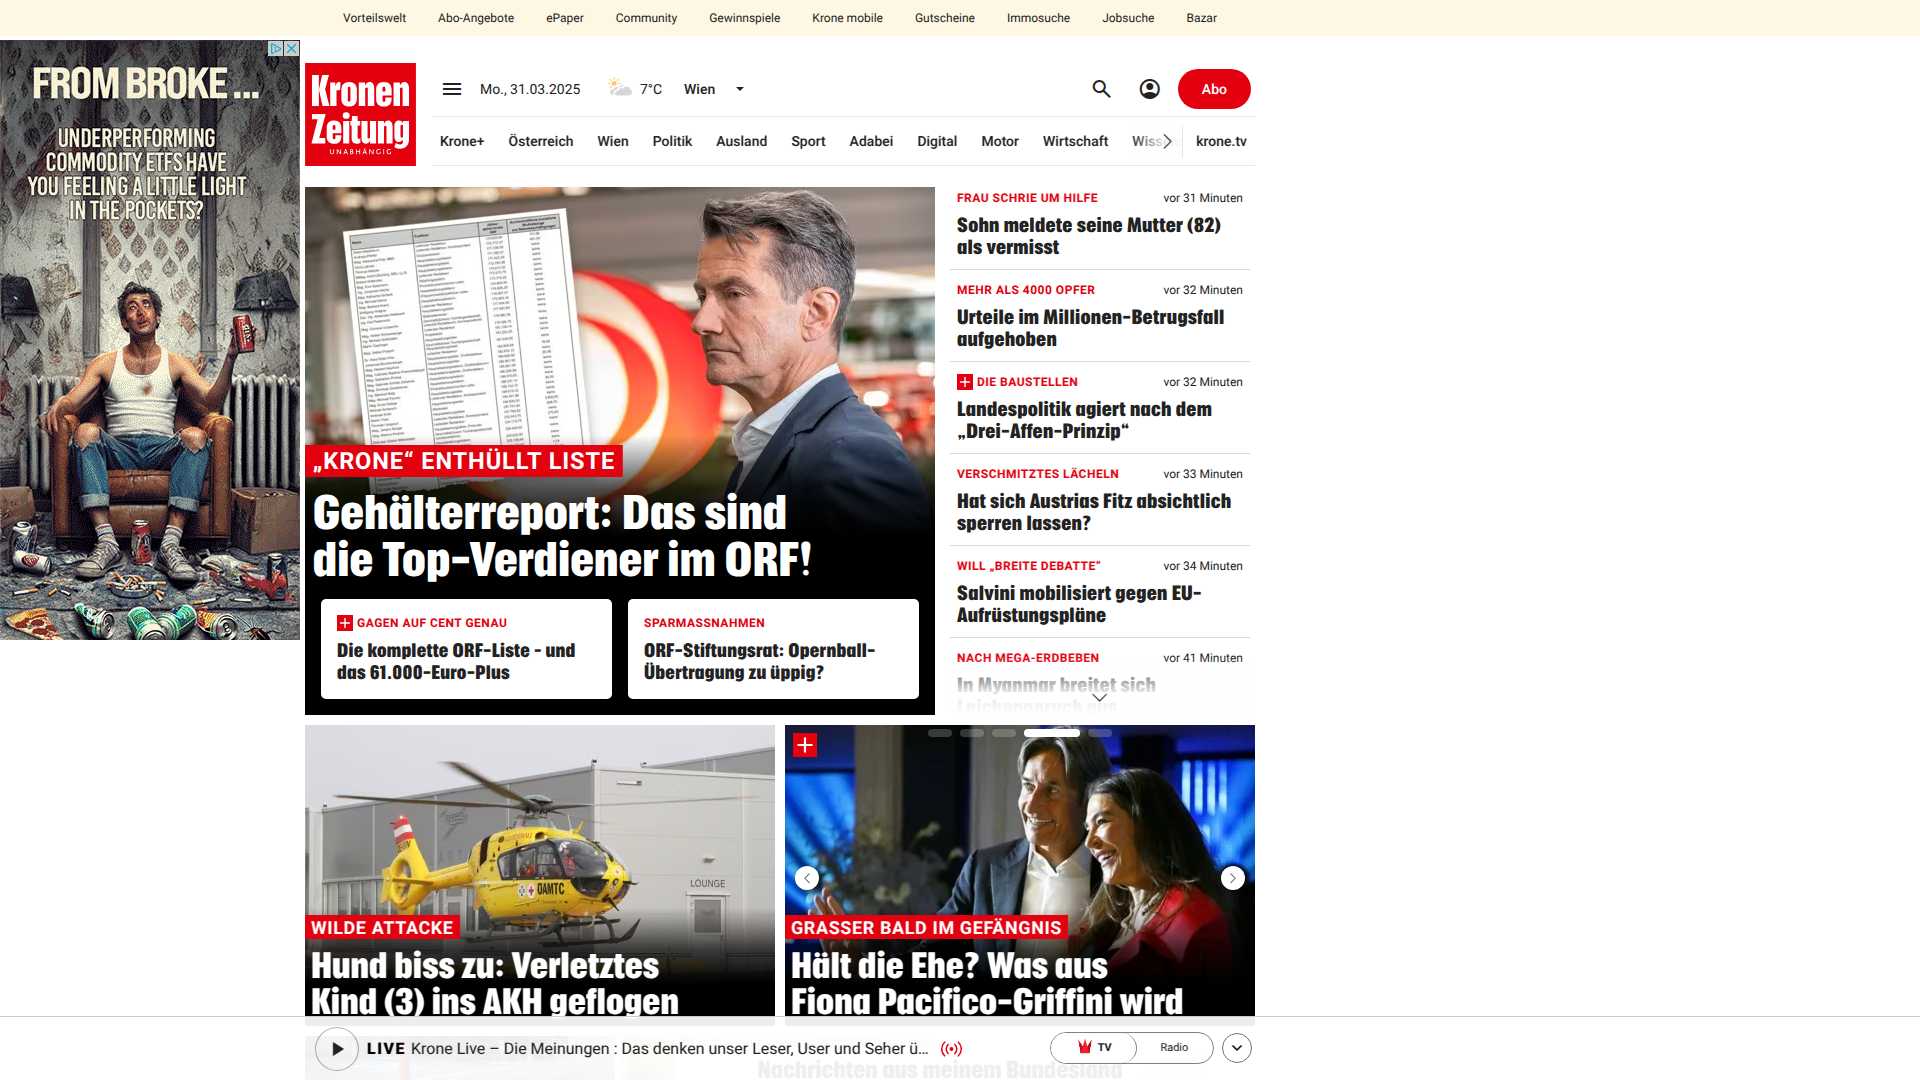 Vorteilswelt Abo-Angebote ePaper Community Gewinnspiele Krone mobile Gutscheine Immosuche Jobsuche Bazar
FROM BROKE ...
UNDERPERFORMING
COMMODITY ETFS HAVE
YOU FEELING A LITTLE LIGHT
IN THE POCKETS?
Kronen
Zeitung
UNABHÄNGIG
Mo., 31.03.2025 7°C Wien Abo
Krone+ Österreich Wien Politik Ausland Sport Adabei Digital Motor Wirtschaft Wiss krone.tv
„KRONE“ ENTHÜLLT LISTE
Gehälterreport: Das sind
die Top-Verdiener im ORF!
GAGEN AUF CENT GENAU
Die komplette ORF-Liste - und
das 61.000-Euro-Plus
SPARMASSNAHMEN
ORF-Stiftungsrat: Opernball-
Übertragung zu üppig?
FRAU SCHRIE UM HILFE vor 31 Minuten
Sohn meldete seine Mutter (82)
als vermisst
MEHR ALS 4000 OPFER vor 32 Minuten
Urteile im Millionen-Betrugsfall
aufgehoben
DIE BAUSTELLEN vor 32 Minuten
Landespolitik agiert nach dem
„Drei-Affen-Prinzip“
VERSCHMITZTES LÄCHELN vor 33 Minuten
Hat sich Austrias Fitz absichtlich
sperren lassen?
WILL „BREITE DEBATTE“ vor 34 Minuten
Salvini mobilisiert gegen EU-
Aufrüstungspläne
NACH MEGA-ERDBEBEN vor 41 Minuten
In Myanmar breitet sich
Leichengeruch aus
LOUNGE
ÖAMTC
WILDE ATTACKE
Hund biss zu: Verletztes
Kind (3) ins AKH geflogen
GRASSER BALD IM GEFÄNGNIS
Hält die Ehe? Was aus
Fiona Pacifico-Griffini wird
LIVE Krone Live – Die Meinungen : Das denken unser Leser, User und Seher ü... TV Radio
Nachrichten aus meinem Bundesland